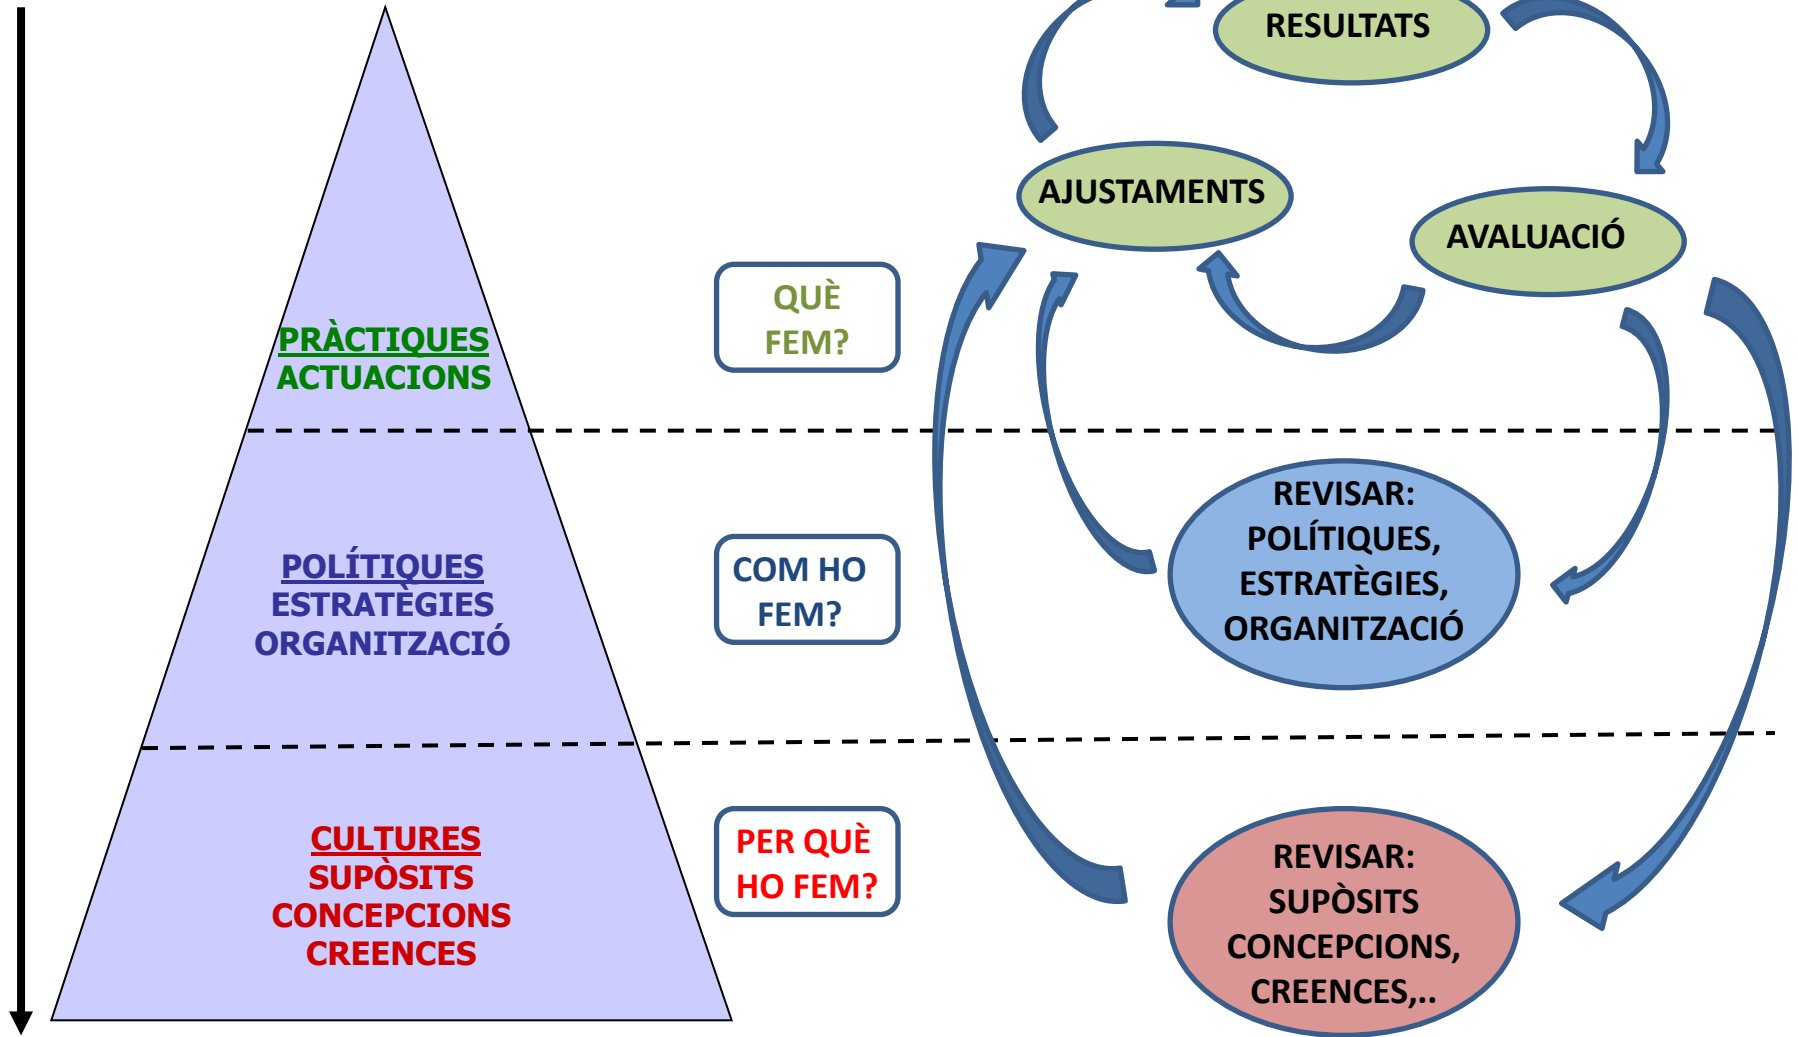 RESULTATS
AJUSTAMENTS
AVALUACIÓ
QUÈ
FEM?
PRÀCTIQUES
ACTUACIONS
REVISAR:
POLÍTIQUES,
ESTRATÈGIES,
ORGANITZACIÓ
COM HO
FEM?
POLÍTIQUES
ESTRATÈGIES
ORGANITZACIÓ
PER QUÈ
HO FEM?
CULTURES
SUPÒSITS
CONCEPCIONS
CREENCES
REVISAR:
SUPÒSITS
CONCEPCIONS,
CREENCES,..